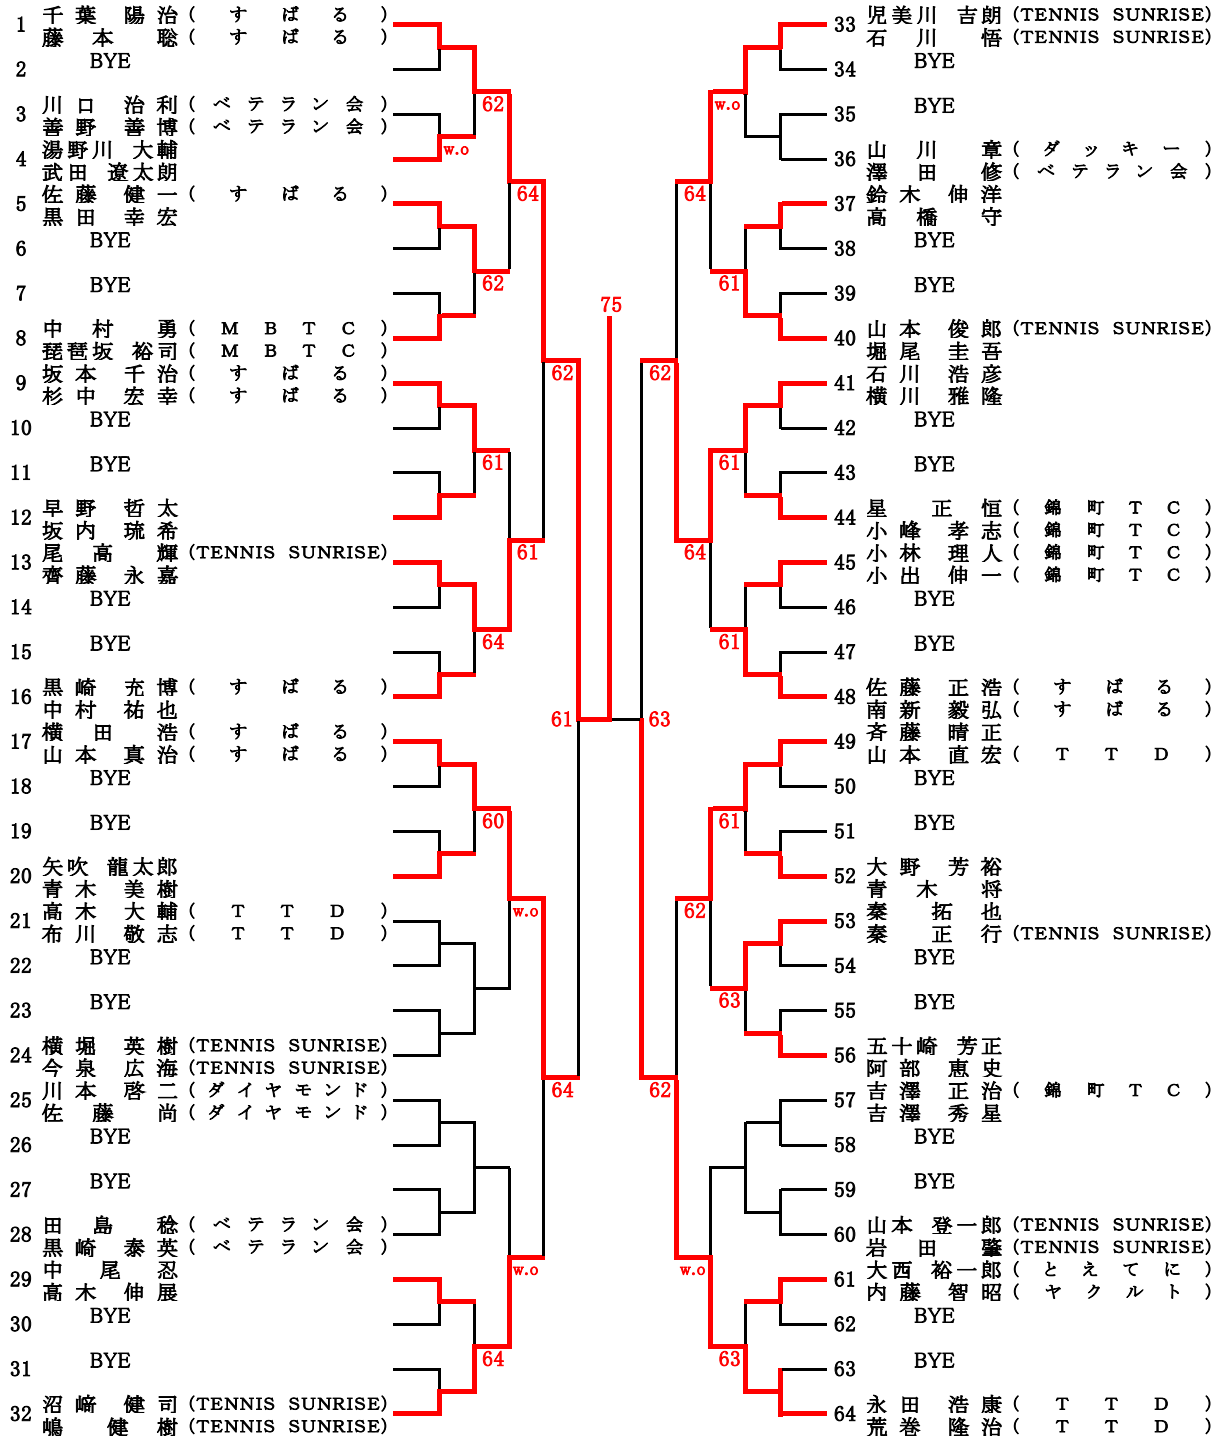 1 千葉 陽治 (すばる)
藤本 聡 (すばる)
2 BYE
3 川口 治利 (ベテラン会)
善野 善博 (ベテラン会)
4 湯野川 大輔
武田 遼太朗
5 佐藤 健一 (すばる)
黒田 幸宏
6 BYE
7 BYE
8 中村 勇 (MBTC)
琵琶坂 裕司 (MBTC)
9 坂本 千治 (すばる)
杉中 宏幸 (すばる)
10 BYE
11 BYE
12 早野 哲太
坂内 琉希
13 尾高 輝 (TENNIS SUNRISE)
齊藤 永嘉
14 BYE
15 BYE
16 黒崎 充博 (すばる)
中村 祐也
17 横田 浩 (すばる)
山本 真治 (すばる)
18 BYE
19 BYE
20 矢吹 龍太郎
青木 美樹
21 高木 大輔 (TTD)
布川 敬志 (TTD)
22 BYE
23 BYE
24 横堀 英樹 (TENNIS SUNRISE)
今泉 広海 (TENNIS SUNRISE)
25 川本 啓二 (ダイヤモンド)
佐藤 尚 (ダイヤモンド)
26 BYE
27 BYE
28 田島 稔 (ベテラン会)
黒崎 泰英 (ベテラン会)
29 中尾 忍
高木 伸展
30 BYE
31 BYE
32 沼崎 健司 (TENNIS SUNRISE)
嶋 健樹 (TENNIS SUNRISE)
62
w.o
64
62
62
61
61
64
75
61
60
w.o
64
w.o
64
33 児美川 吉朗 (TENNIS SUNRISE)
石川 悟 (TENNIS SUNRISE)
34 BYE
35 BYE
36 山川 章 (ダッキー)
澤田 修 (ベテラン会)
37 鈴木 伸洋
高橋 守
38 BYE
39 BYE
40 山本 俊郎 (TENNIS SUNRISE)
堀尾 圭吾
41 石川 浩彦
横川 雅隆
42 BYE
43 BYE
44 星 正恒 (錦町TC)
小峰 孝志 (錦町TC)
45 小林 理人 (錦町TC)
小出 伸一 (錦町TC)
46 BYE
47 BYE
48 佐藤 正浩 (すばる)
南新 毅弘 (すばる)
49 斉藤 晴正
山本 直宏 (TTD)
50 BYE
51 BYE
52 大野 芳裕
青木 将
53 秦 拓也
秦 正行 (TENNIS SUNRISE)
54 BYE
55 BYE
56 五十崎 芳正
阿部 恵史
57 吉澤 正治 (錦町TC)
吉澤 秀星
58 BYE
59 BYE
60 山本 登一郎 (TENNIS SUNRISE)
岩田 肇 (TENNIS SUNRISE)
61 大西 裕一郎 (とえてに)
内藤 智昭 (ヤクルト)
62 BYE
63 BYE
64 永田 浩康 (TTD)
荒巻 隆治 (TTD)
w.o
64
61
62
61
64
61
63
61
62
63
62
w.o
63